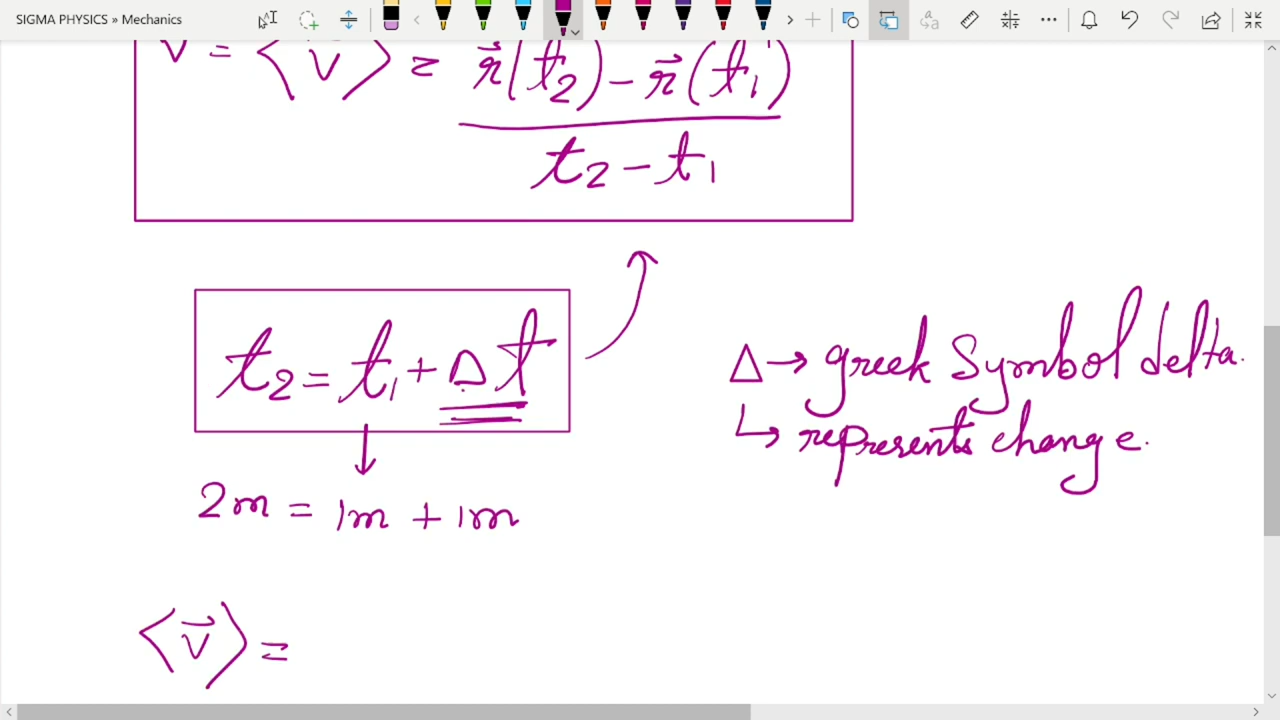 SIGMA PHYSICS » Mechanics
v = ⟨v⃗⟩ = r⃗(t₂) − r⃗(t₁)
t₂ − t₁
t₂ = t₁ + Δt
Δ → greek Symbol delta.
↳ represents change.
2m = 1m + 1m
⟨v⃗⟩ =